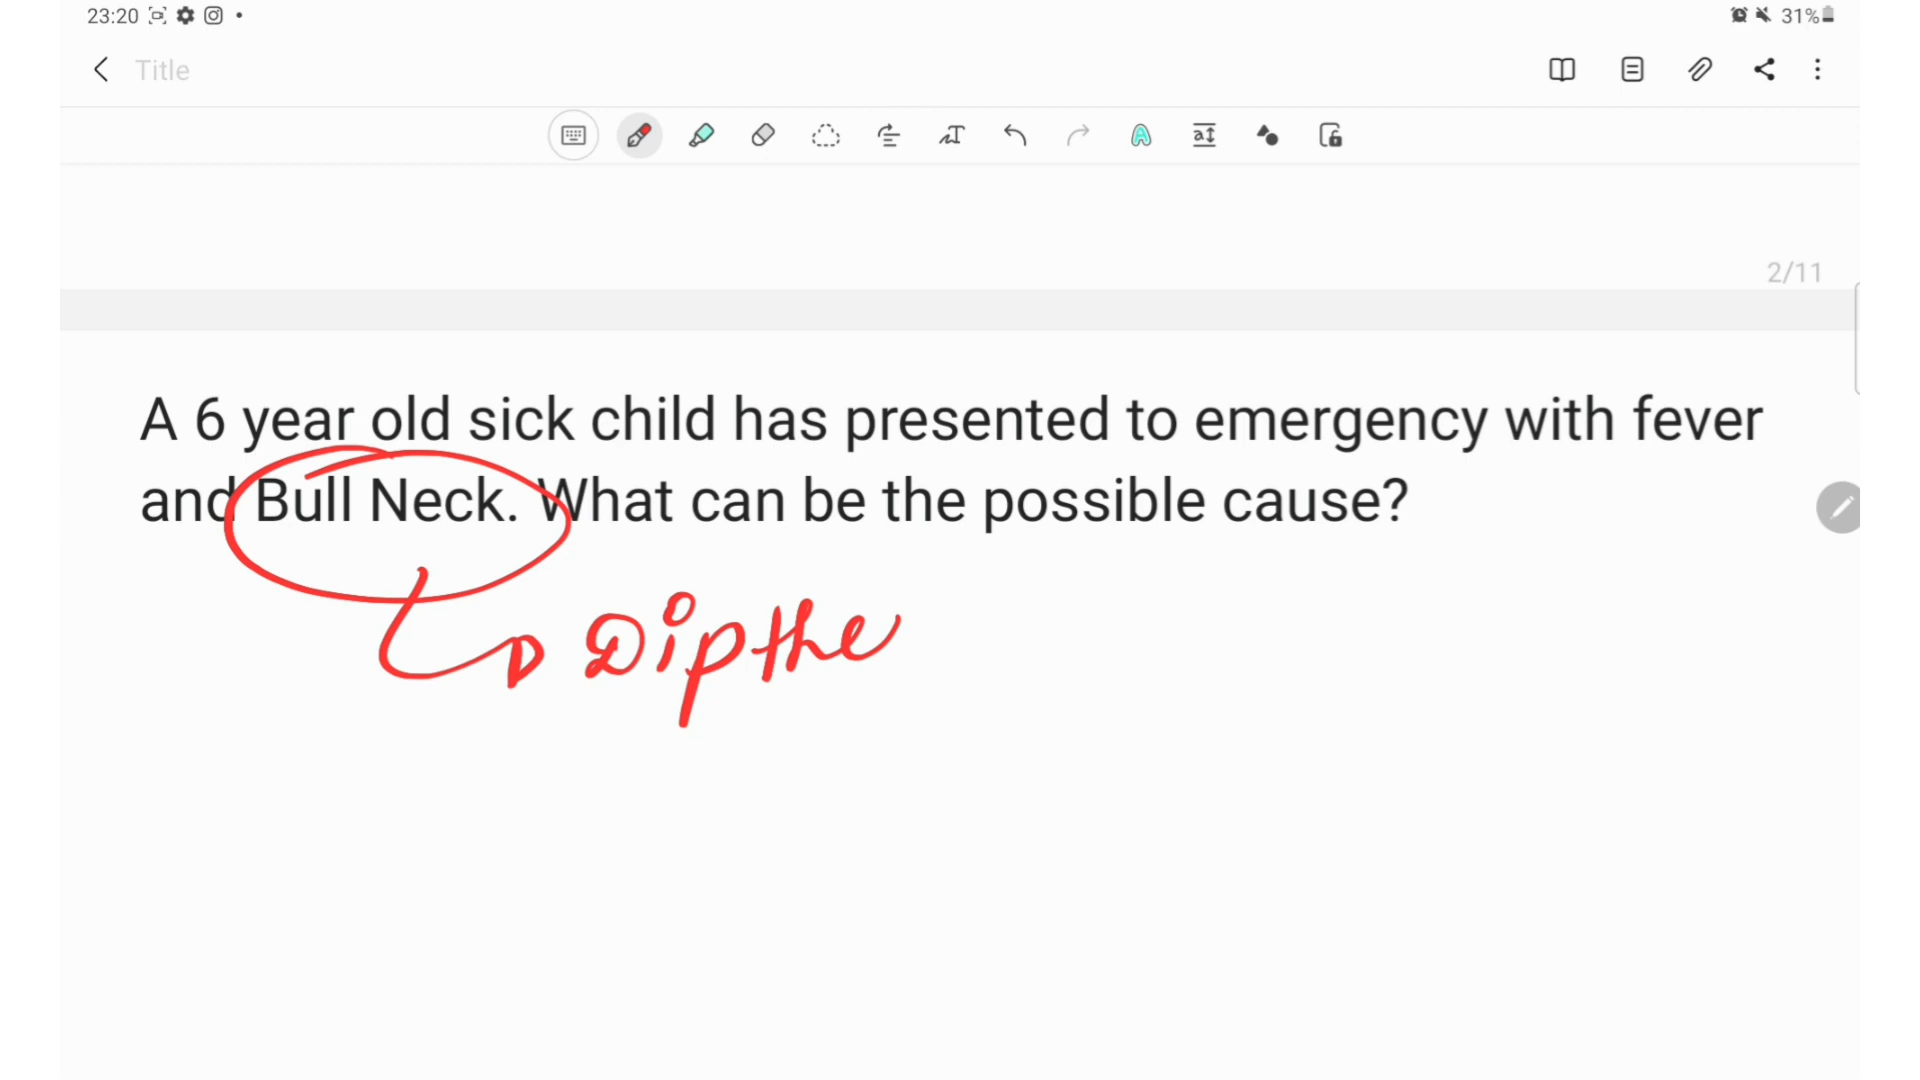 23:20
31%
Title
2/11
A 6 year old sick child has presented to emergency with fever
and Bull Neck. What can be the possible cause?
Dipthe